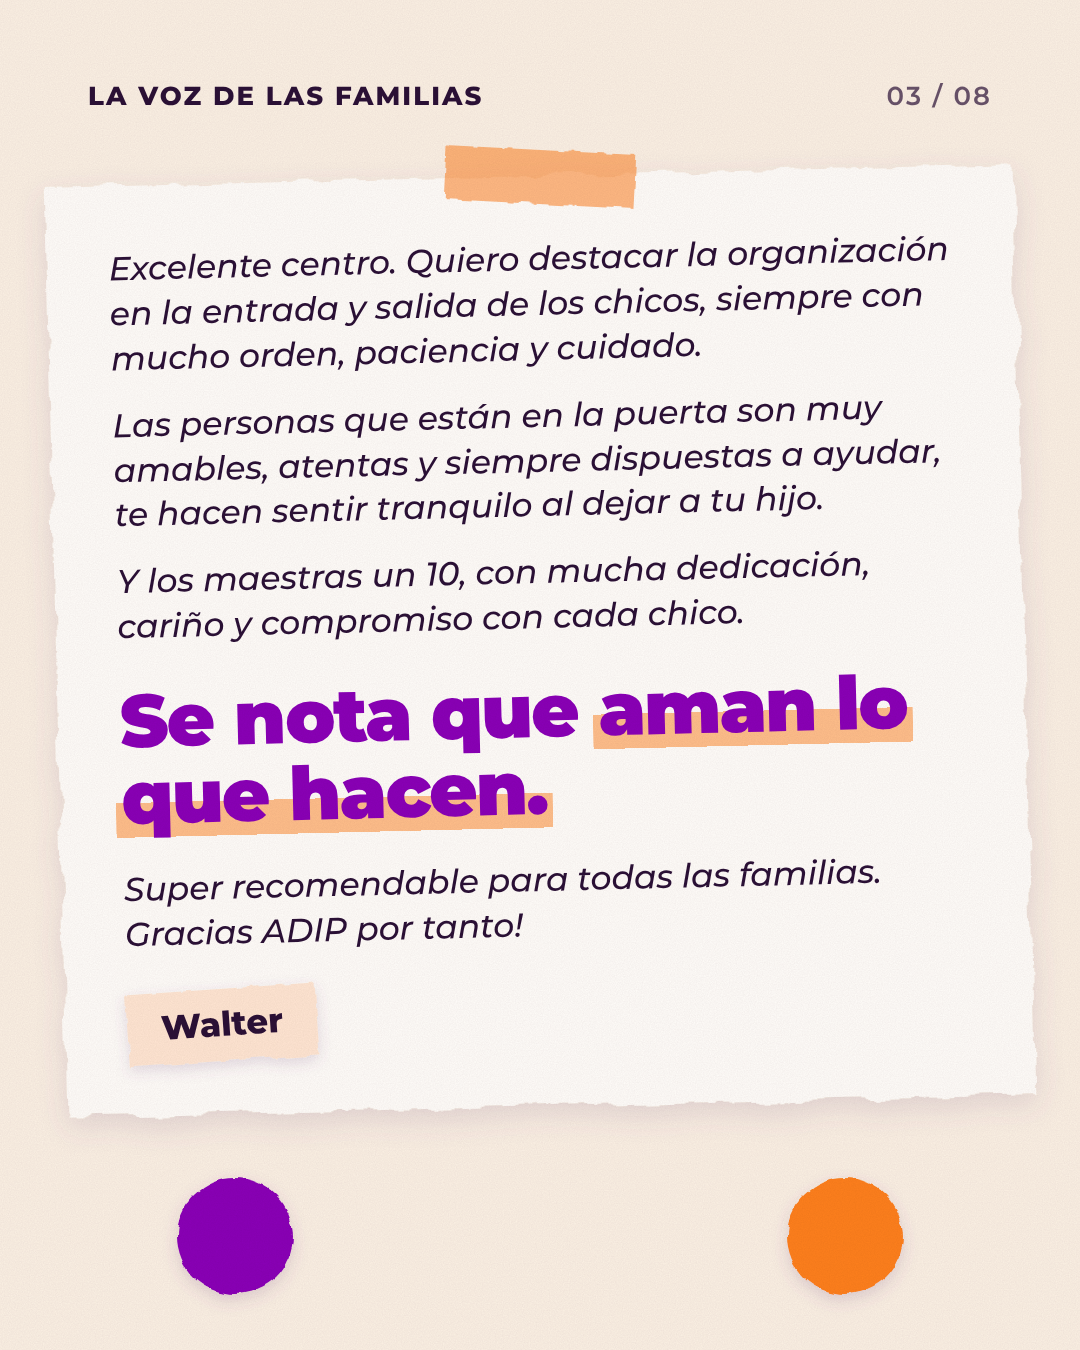 LA VOZ DE LAS FAMILIAS
03 / 08
Excelente centro. Quiero destacar la organización
en la entrada y salida de los chicos, siempre con
mucho orden, paciencia y cuidado.
Las personas que están en la puerta son muy
amables, atentas y siempre dispuestas a ayudar,
te hacen sentir tranquilo al dejar a tu hijo.
Y los maestras un 10, con mucha dedicación,
cariño y compromiso con cada chico.
Se nota que aman lo
que hacen.
Super recomendable para todas las familias.
Gracias ADIP por tanto!
Walter